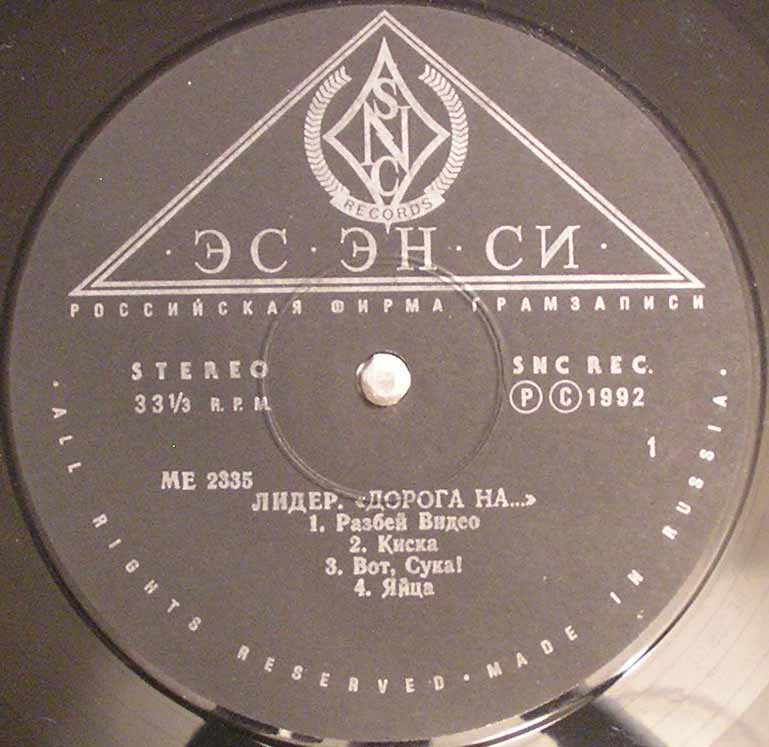 SNC
RECORDS
·ЭС·ЭН·СИ·
РОССИЙСКАЯ ФИРМА ГРАМЗАПИСИ
STEREO
33 1/3 R.P.M.
SNC REC.
Ⓟ Ⓒ 1992
1
МЕ 2335
ЛИДЕР. «ДОРОГА НА...»
1. Разбей Видео
2. Киска
3. Вот, Сука!
4. Яйца
·ALL RIGHTS RESERVED·MADE IN RUSSIA·